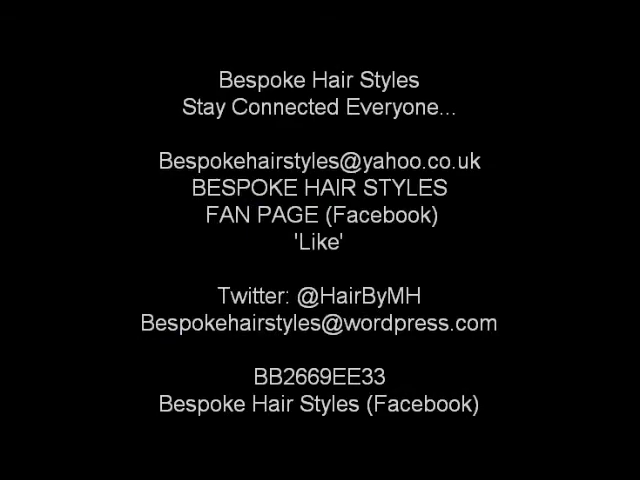 Bespoke Hair Styles
Stay Connected Everyone...
Bespokehairstyles@yahoo.co.uk
BESPOKE HAIR STYLES
FAN PAGE (Facebook)
'Like'
Twitter: @HairByMH
Bespokehairstyles@wordpress.com
BB2669EE33
Bespoke Hair Styles (Facebook)